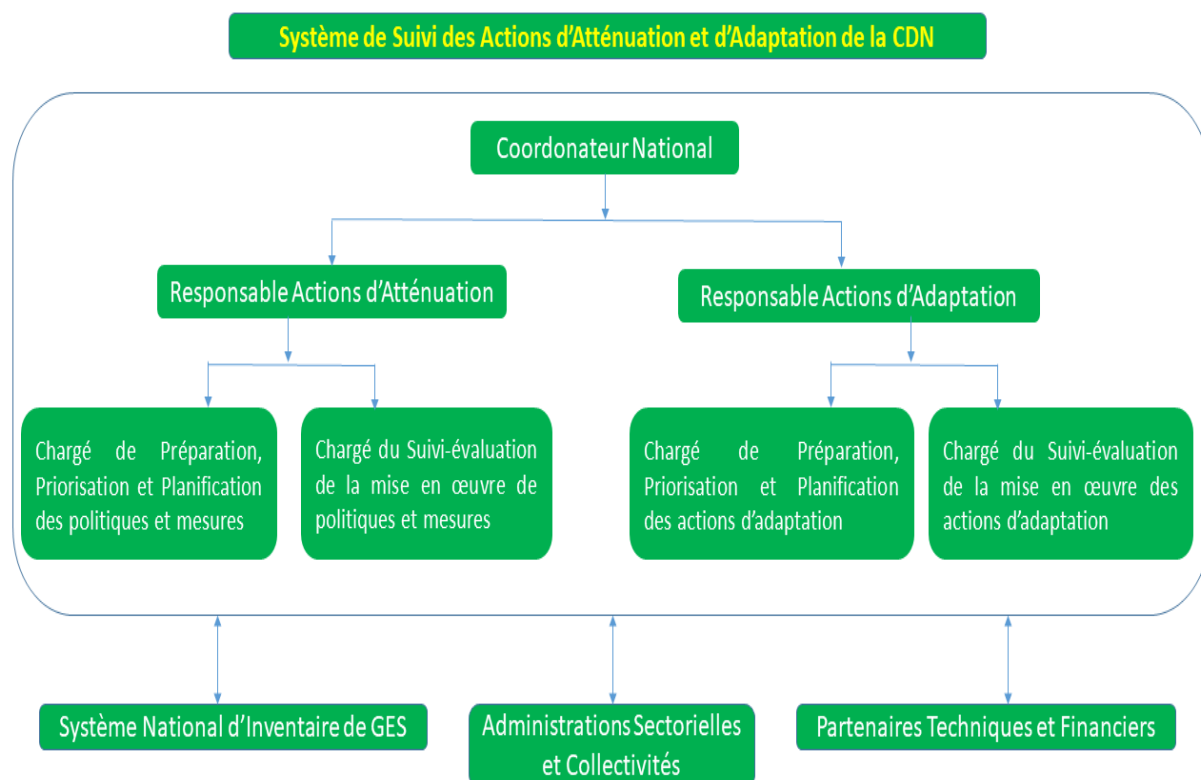 Système de Suivi des Actions d’Atténuation et d’Adaptation de la CDN
Coordonateur National
Responsable Actions d’Atténuation
Responsable Actions d’Adaptation
Chargé de Préparation,
Priorisation et Planification
des politiques et mesures
Chargé du Suivi-évaluation
de la mise en œuvre de
politiques et mesures
Chargé de Préparation,
Priorisation et Planification
des actions d’adaptation
Chargé du Suivi-évaluation
de la mise en œuvre des
actions d’adaptation
Système National d’Inventaire de GES
Administrations Sectorielles
et Collectivités
Partenaires Techniques et Financiers